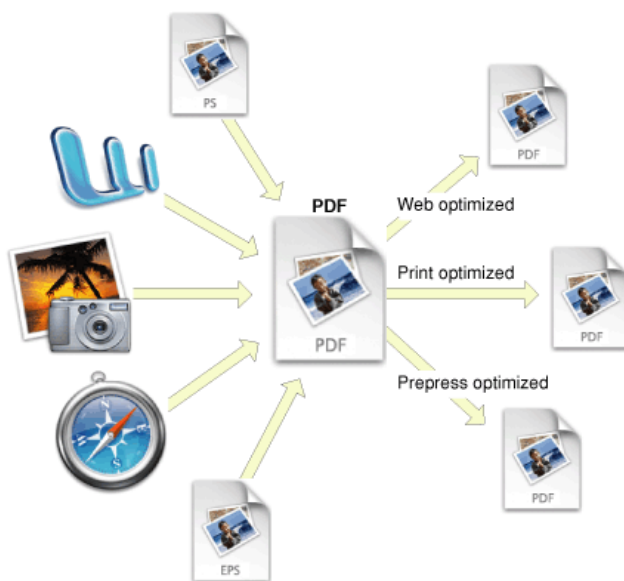 PS
PDF
PDF
Web optimized
Print optimized
PDF
PDF
Prepress optimized
PDF
EPS